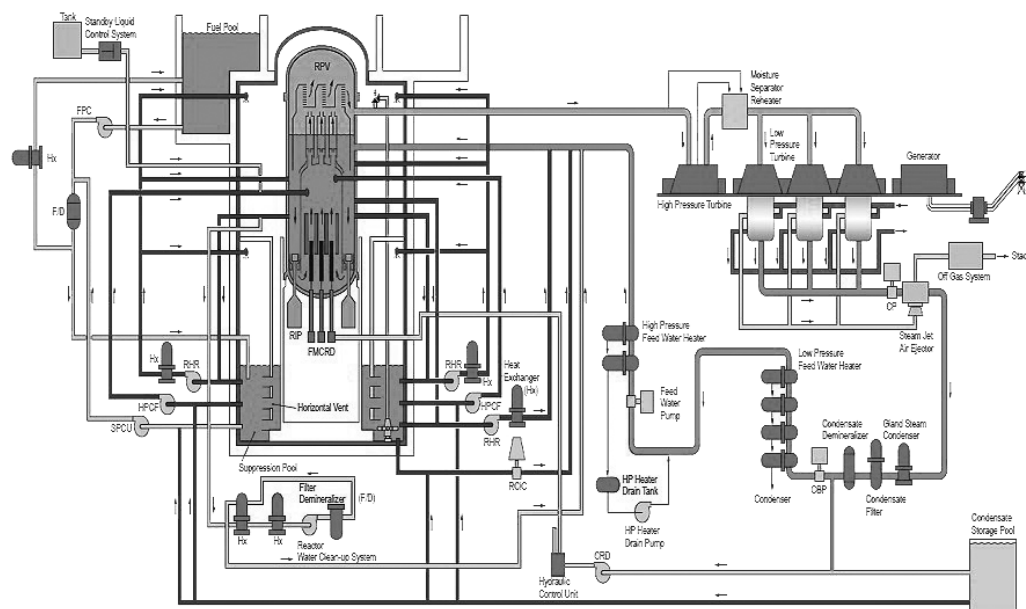 Tank
Standby Liquid
Control System
Fuel Pool
RPV
FPC
Hx
F/D
Moisture
Separator
Reheater
Low
Pressure
Turbine
Generator
High Pressure Turbine
Off Gas System
CP
Steam Jet
Air Ejector
RIP
FMCRD
High Pressure
Feed Water Heater
Low Pressure
Feed Water Heater
Hx
RHR
RHR
Hx
Heat
Exchanger
(Hx)
HPCF
HPCF
SPCU
RHR
Horizontal Vent
Suppression Pool
RCIC
Feed
Water
Pump
Condensate
Demineralizer
Gland Steam
Condenser
CBP
Condensate
Filter
Condenser
HP Heater
Drain Tank
HP Heater
Drain Pump
Filter
Demineralizer
(F/D)
Hx
Hx
Reactor
Water Clean-up System
Hydraulic
Control Unit
CRD
Condensate
Storage Pool